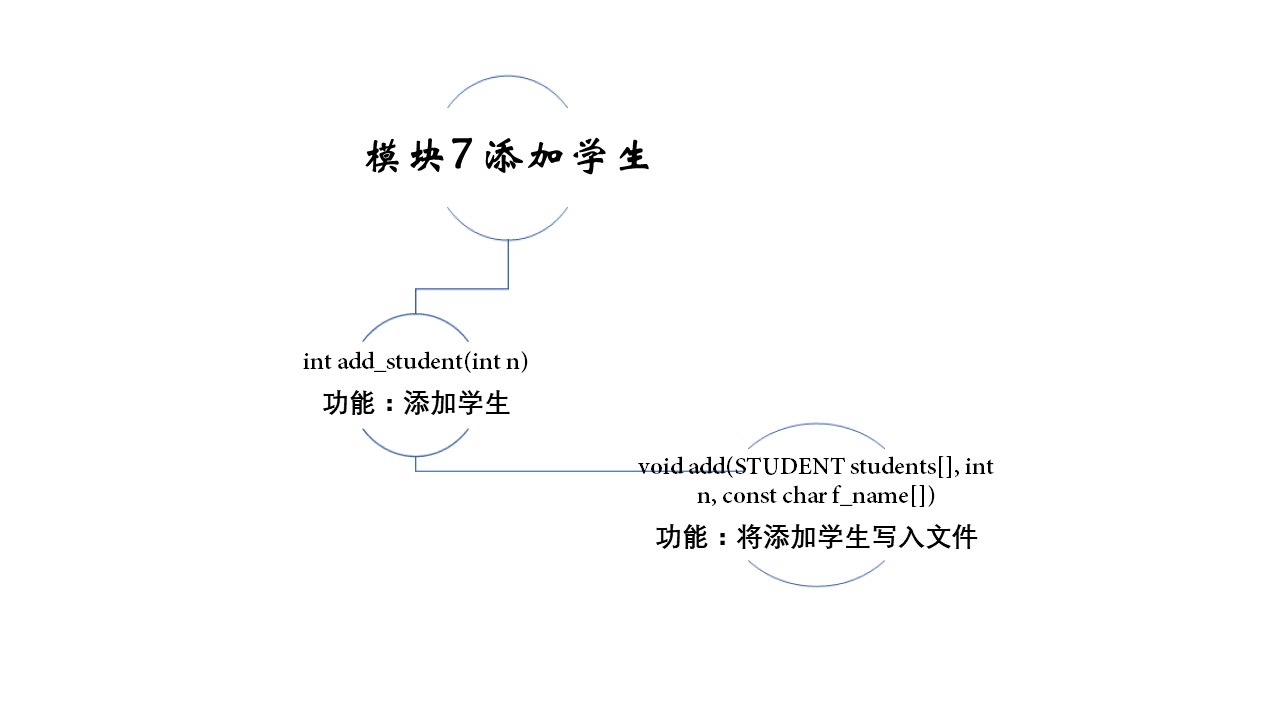 模块7 添加学生
int add_student(int n)
功能：添加学生
void add(STUDENT students[], int
n, const char f_name[])
功能：将添加学生写入文件